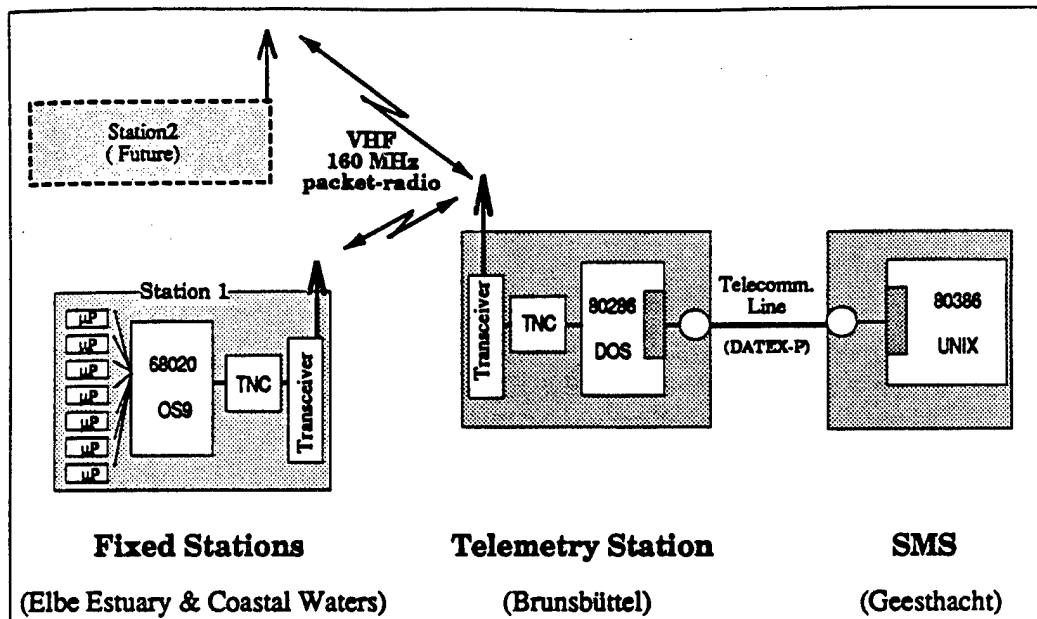 Station2
( Future)
VHF
160 MHz
packet-radio
Station 1
µP
µP
µP
µP
µP
µP
µP
68020
OS9
TNC
Transceiver
Transceiver
TNC
80286
DOS
Telecomm.
Line
(DATEX-P)
80386
UNIX
Fixed Stations
(Elbe Estuary & Coastal Waters)
Telemetry Station
(Brunsbüttel)
SMS
(Geesthacht)